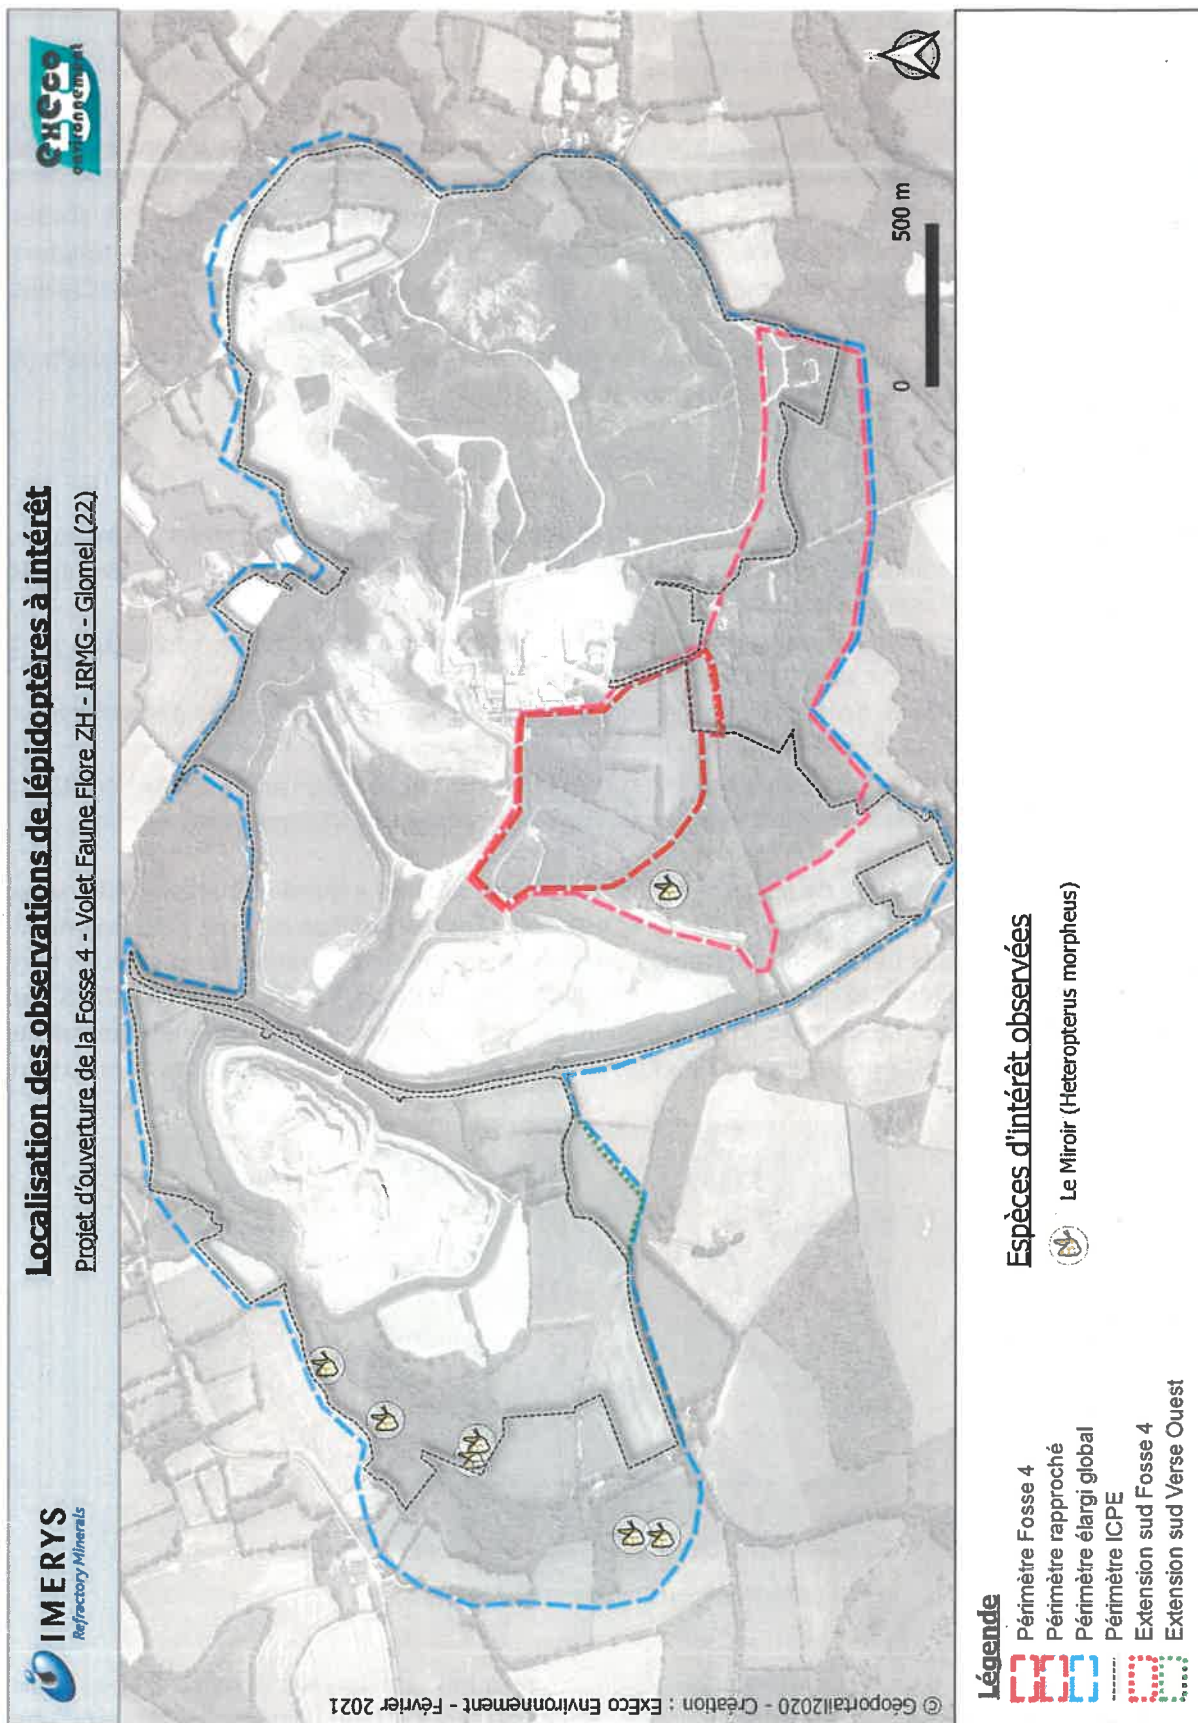 IMERYS
Refractory Minerals
Localisation des observations de lépidoptères à intérêt
Projet d'ouverture de la Fosse 4 - Volet Faune Flore ZH - IRMG - Glomel (22)
execo
environnement
0
500 m
© Géoportail2020 - Création : ExEco Environnement - Février 2021
Légende
Périmètre Fosse 4
Périmètre rapproché
Périmètre élargi global
Périmètre ICPE
Extension sud Fosse 4
Extension sud Verse Ouest
Espèces d'intérêt observées
Le Miroir (Heteropterus morpheus)